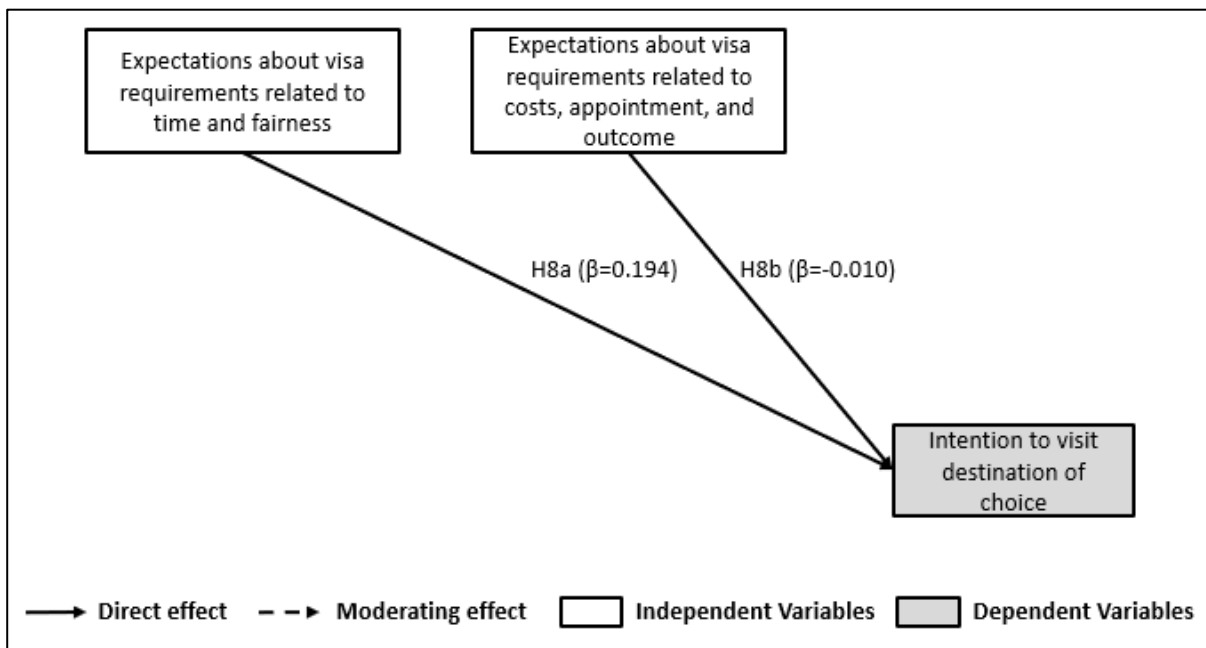 Expectations about visa
requirements related to
time and fairness
Expectations about visa
requirements related to
costs, appointment, and
outcome
H8a (β=0.194)
H8b (β=-0.010)
Intention to visit
destination of
choice
Direct effect
Moderating effect
Independent Variables
Dependent Variables